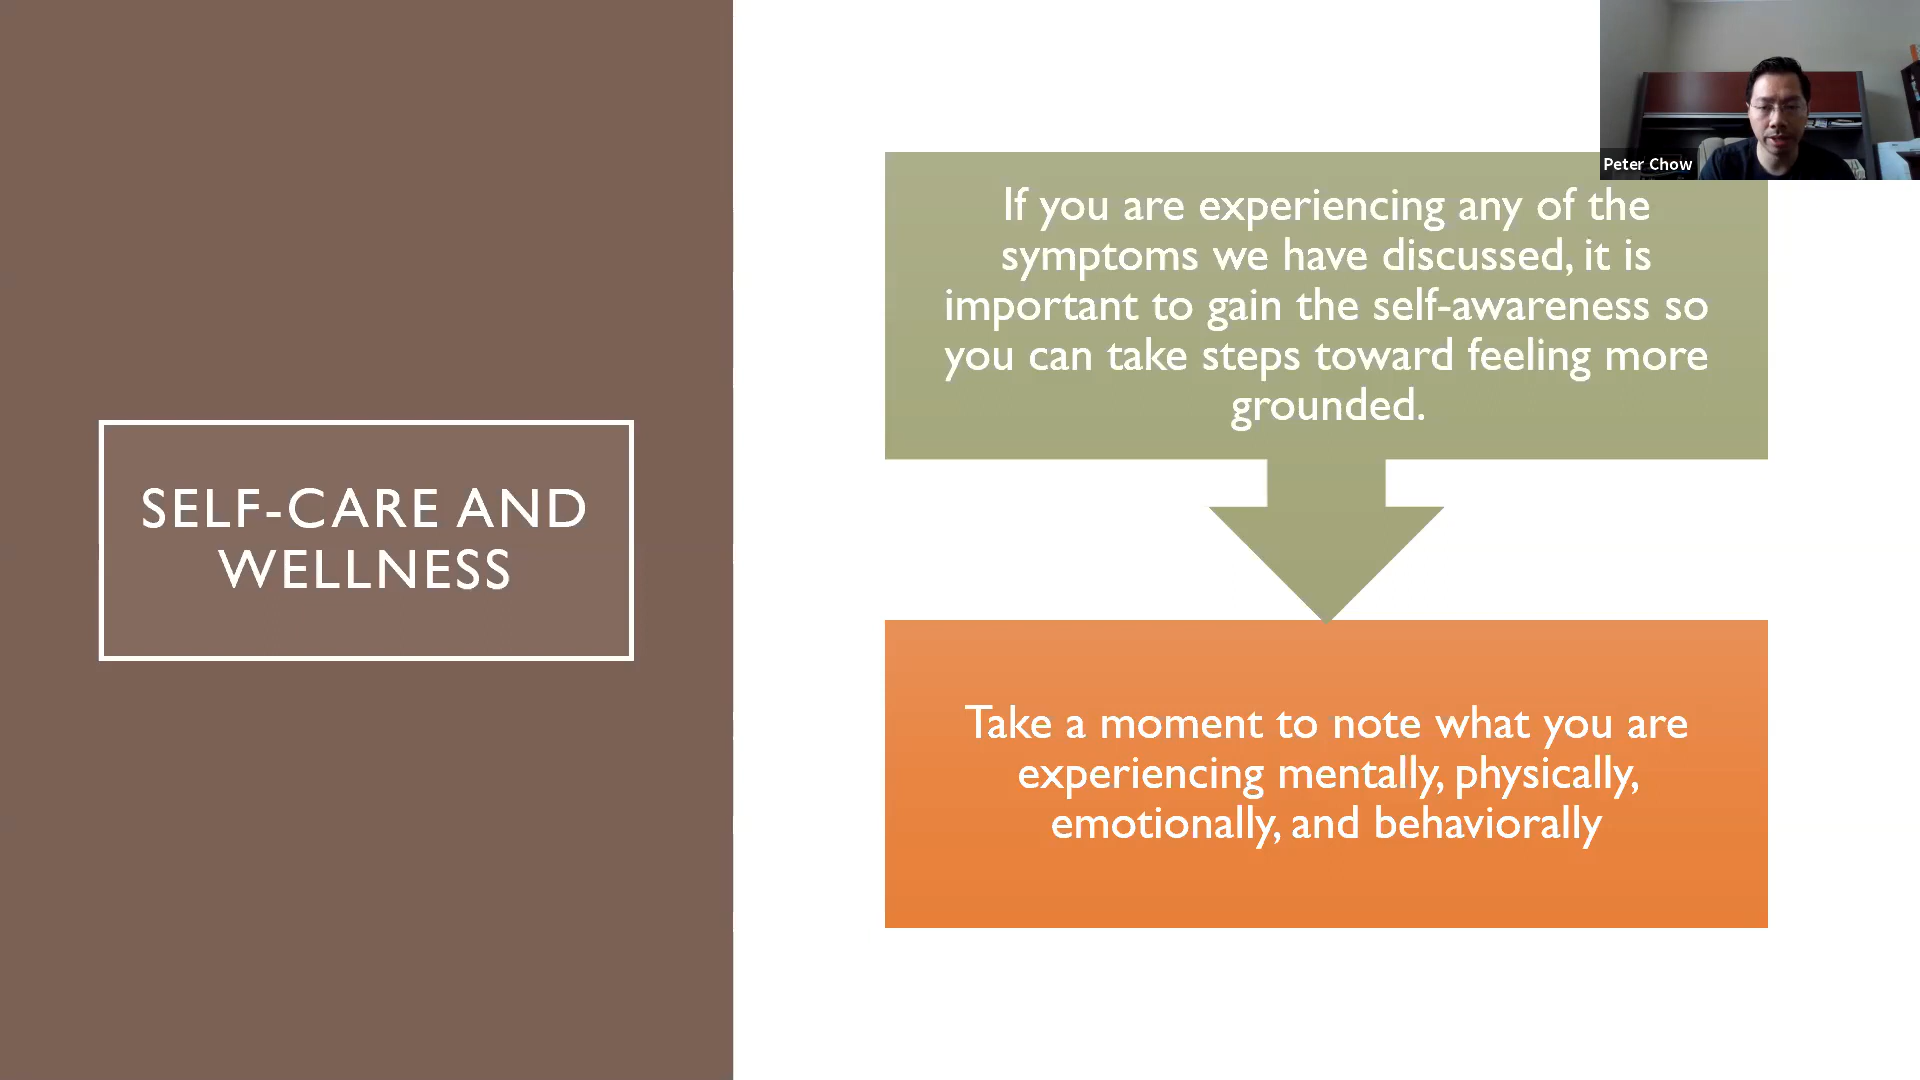 SELF-CARE AND
WELLNESS
If you are experiencing any of the
symptoms we have discussed, it is
important to gain the self-awareness so
you can take steps toward feeling more
grounded.
Take a moment to note what you are
experiencing mentally, physically,
emotionally, and behaviorally
Peter Chow